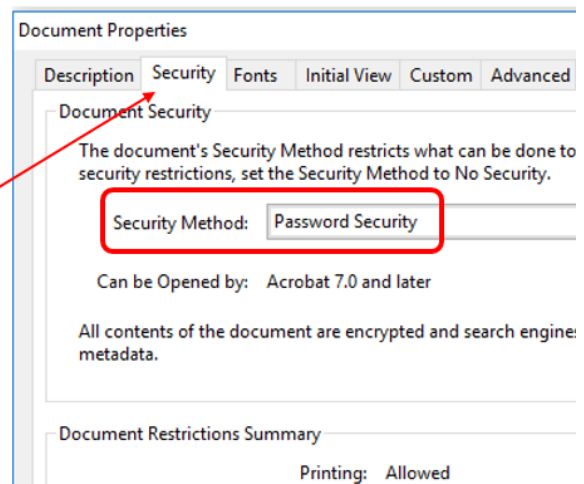 Document Properties
Description Security Fonts Initial View Custom Advanced
Document Security
The document's Security Method restricts what can be done to
security restrictions, set the Security Method to No Security.
Security Method: Password Security
Can be Opened by: Acrobat 7.0 and later
All contents of the document are encrypted and search engines
metadata.
Document Restrictions Summary
Printing: Allowed